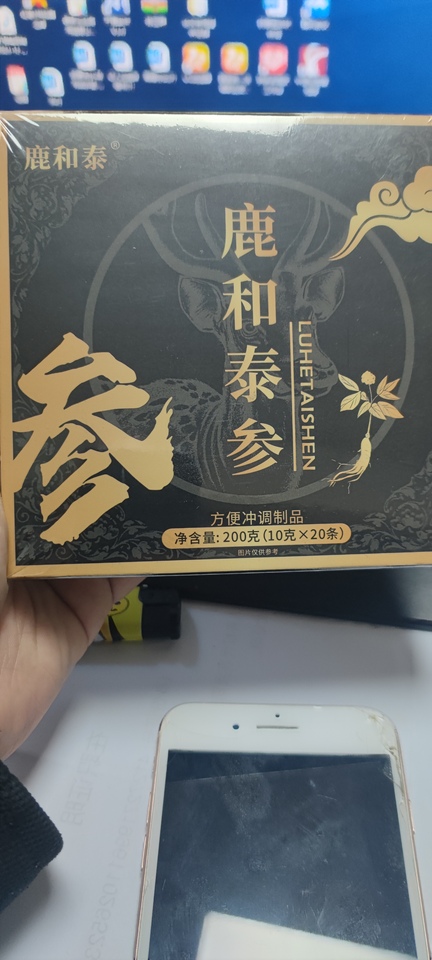 鹿和泰®
鹿和泰参
LUHETAISHEN
参
方便冲调制品
净含量: 200克(10克×20条)
图片仅供参考